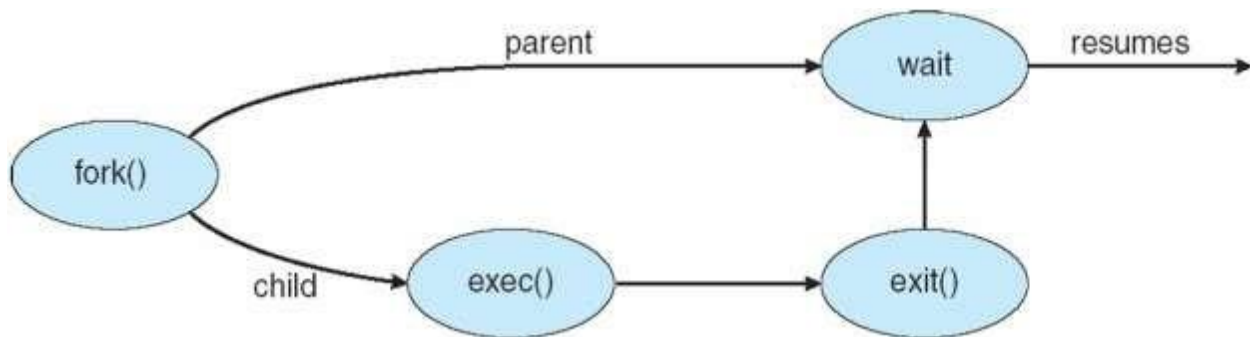 parent
wait
resumes
fork()
child
exec()
exit()